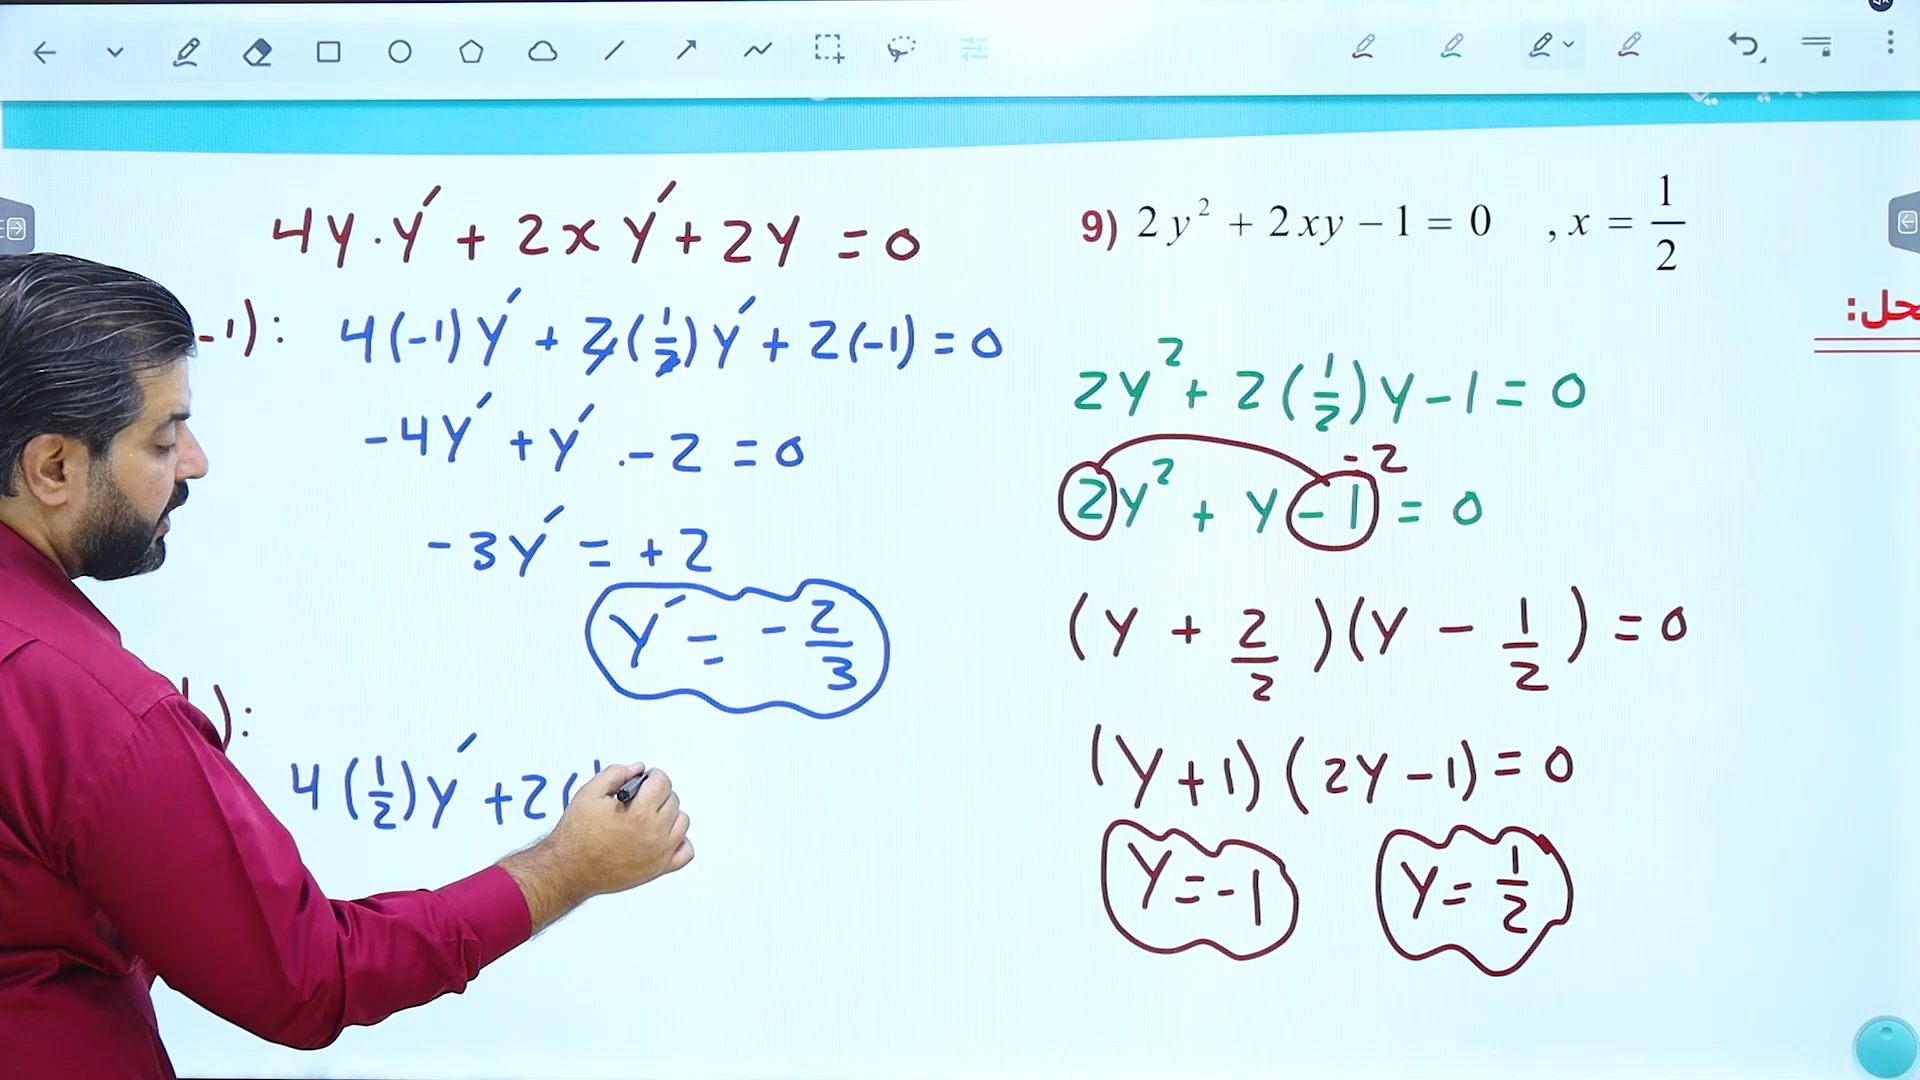 9) 2y² + 2xy − 1 = 0 , x = 1/2
حل:
2y² + 2(1/2)y − 1 = 0
-2
2y² + y − 1 = 0
(y + 2/2)(y − 1/2) = 0
(y + 1)(2y − 1) = 0
y = -1
y = 1/2
4y·y′ + 2xy′ + 2y = 0
-1): 4(-1)y′ + 2(1/2)y′ + 2(-1) = 0
-4y′ + y′ - 2 = 0
-3y′ = +2
y′ = -2/3
):
4(1/2)y′ + 2(